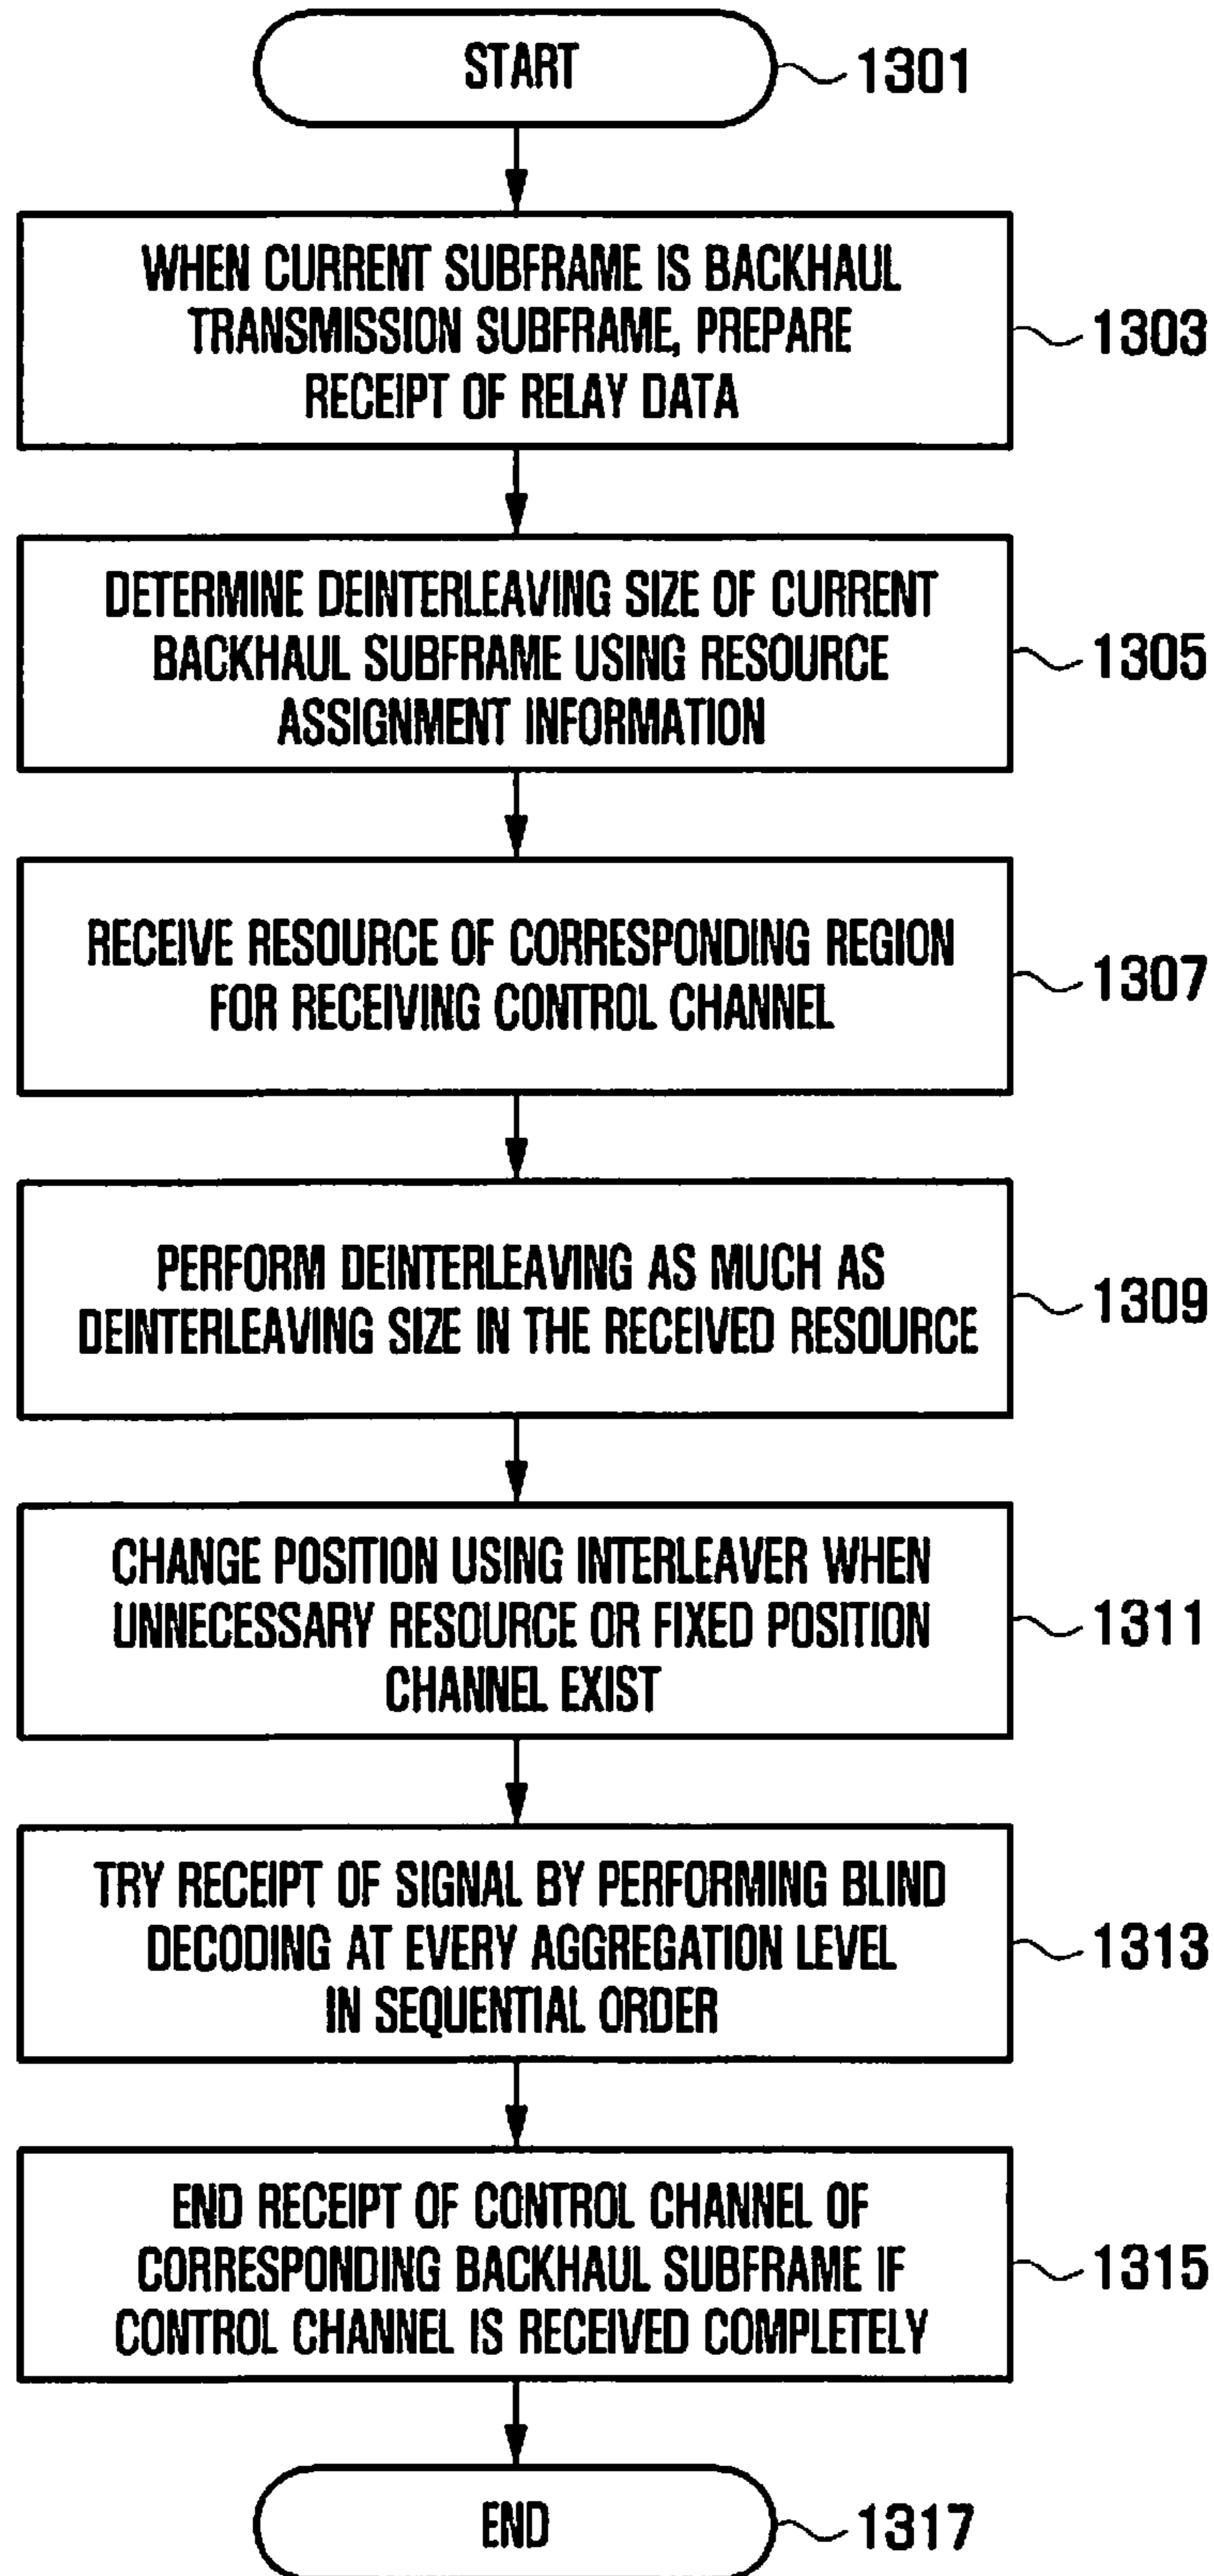 START
1301
WHEN CURRENT SUBFRAME IS BACKHAUL
TRANSMISSION SUBFRAME, PREPARE
RECEIPT OF RELAY DATA
1303
DETERMINE DEINTERLEAVING SIZE OF CURRENT
BACKHAUL SUBFRAME USING RESOURCE
ASSIGNMENT INFORMATION
1305
RECEIVE RESOURCE OF CORRESPONDING REGION
FOR RECEIVING CONTROL CHANNEL
1307
PERFORM DEINTERLEAVING AS MUCH AS
DEINTERLEAVING SIZE IN THE RECEIVED RESOURCE
1309
CHANGE POSITION USING INTERLEAVER WHEN
UNNECESSARY RESOURCE OR FIXED POSITION
CHANNEL EXIST
1311
TRY RECEIPT OF SIGNAL BY PERFORMING BLIND
DECODING AT EVERY AGGREGATION LEVEL
IN SEQUENTIAL ORDER
1313
END RECEIPT OF CONTROL CHANNEL OF
CORRESPONDING BACKHAUL SUBFRAME IF
CONTROL CHANNEL IS RECEIVED COMPLETELY
1315
END
1317